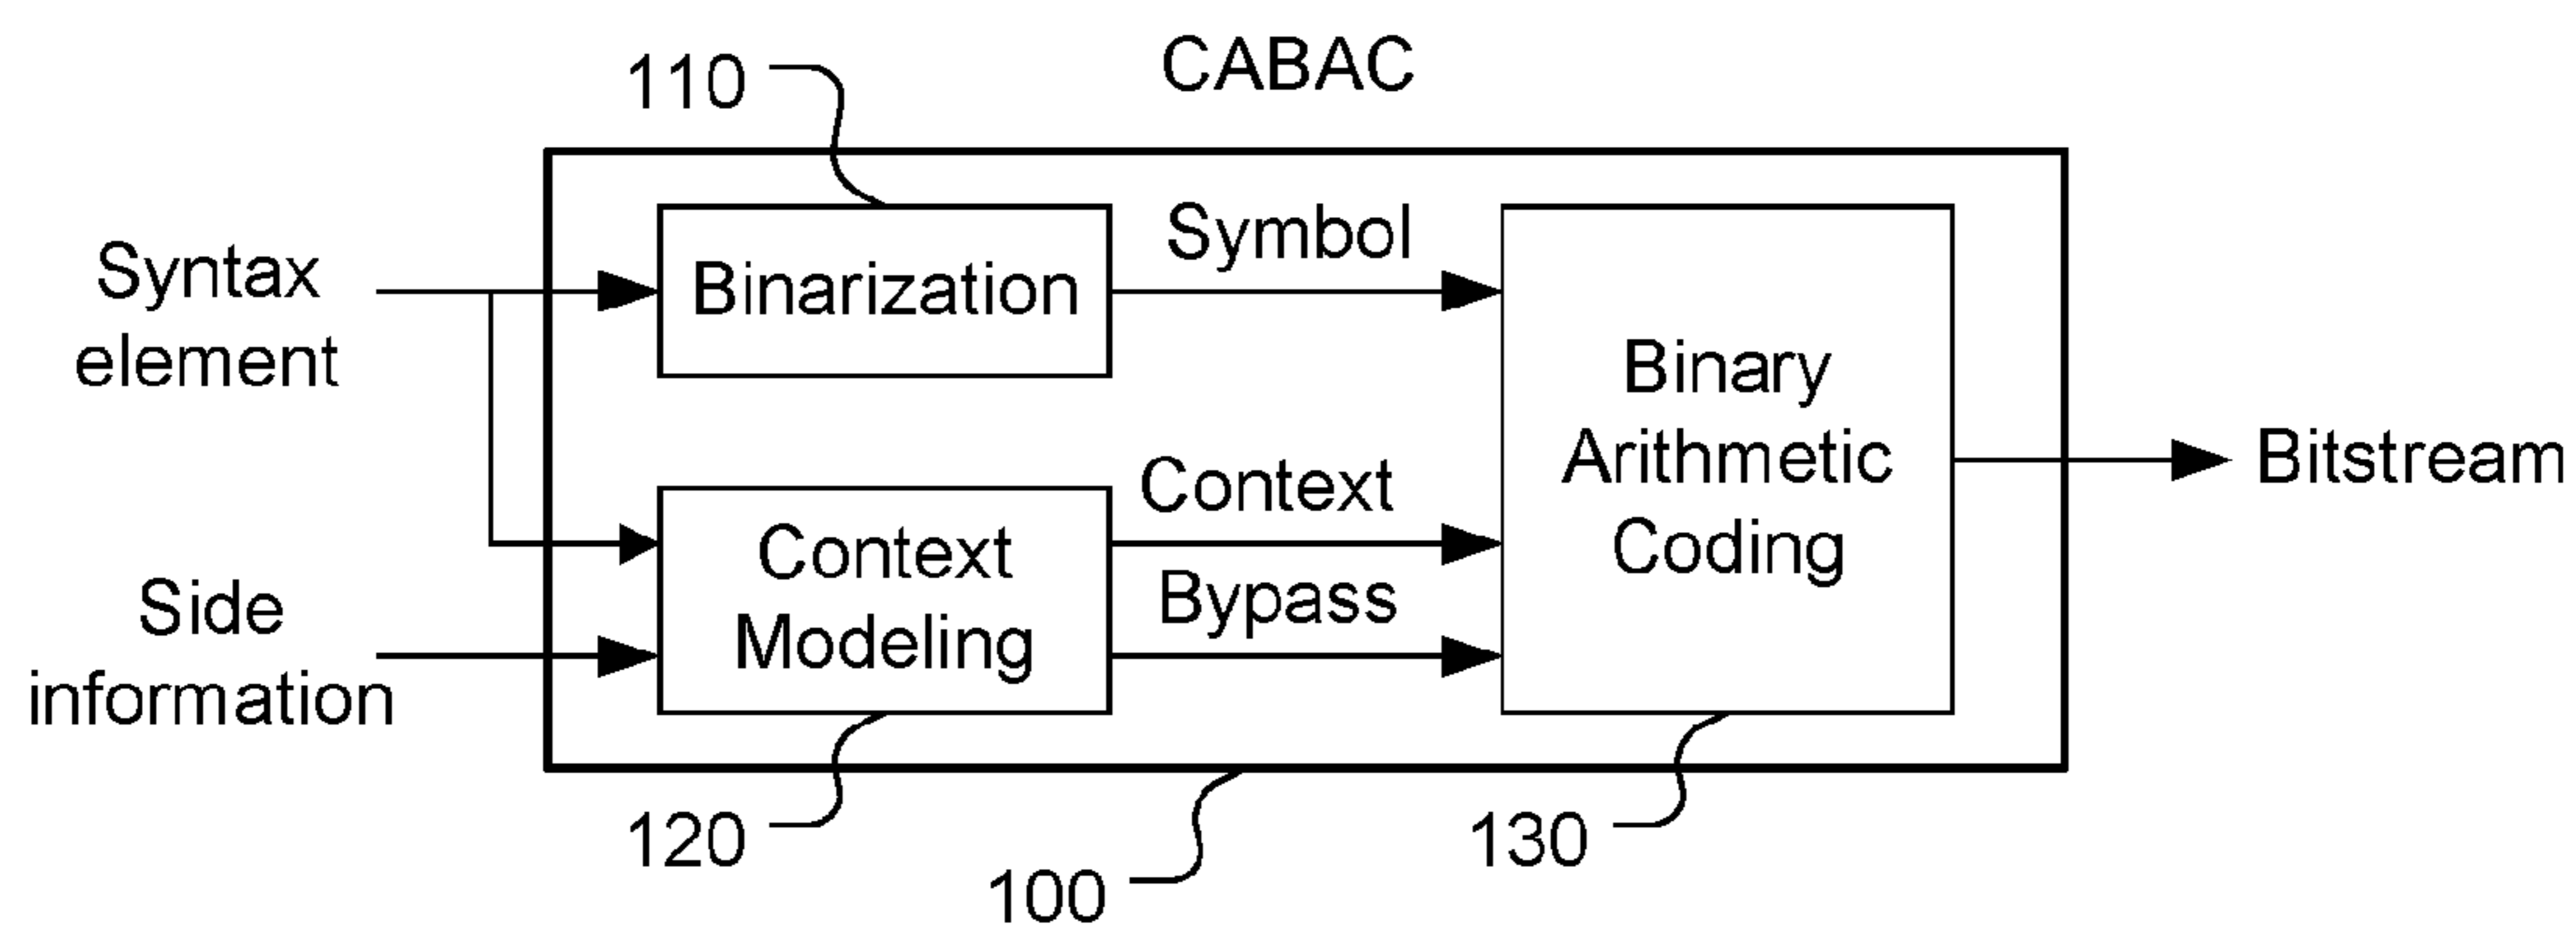 CABAC
110
Syntax
element
Binarization
Symbol
Binary
Arithmetic
Coding
Bitstream
Side
information
Context
Modeling
Context
Bypass
120
100
130